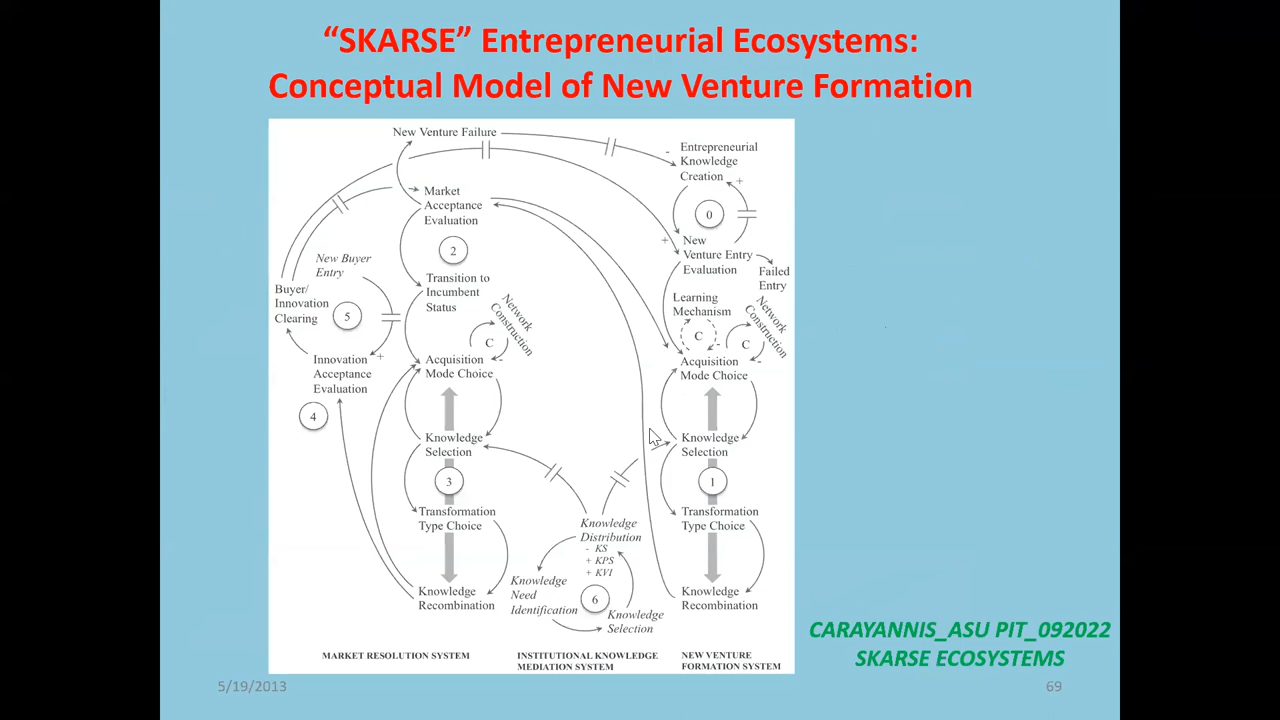 “SKARSE” Entrepreneurial Ecosystems:
Conceptual Model of New Venture Formation
New Venture Failure
-
Entrepreneurial
Knowledge
Creation
+
Market
Acceptance
Evaluation
0
2
+
New
Venture Entry
Evaluation
Failed
Entry
New Buyer
Entry
Transition to
Incumbent
Status
Buyer/
Innovation
Clearing
5
Network
Construction
C
Learning
Mechanism
C
-
Network
Construction
C
-
Innovation
Acceptance
Evaluation
+
4
Acquisition
Mode Choice
Acquisition
Mode Choice
Knowledge
Selection
Knowledge
Selection
3
1
Transformation
Type Choice
Transformation
Type Choice
Knowledge
Distribution
- KS
+ KPS
+ KVI
Knowledge
Need
Identification
6
Knowledge
Selection
Knowledge
Recombination
Knowledge
Recombination
MARKET RESOLUTION SYSTEM
INSTITUTIONAL KNOWLEDGE
MEDIATION SYSTEM
NEW VENTURE
FORMATION SYSTEM
CARAYANNIS_ASU PIT_092022
SKARSE ECOSYSTEMS
5/19/2013
69